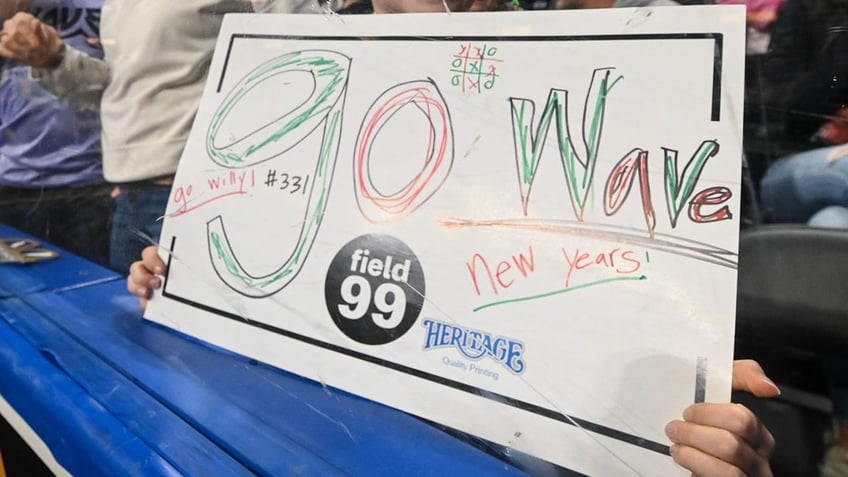 go Wave
go willy! #33!
new years!
field
99
HERITAGE
Quality Printing
x x o
o x x
o x o